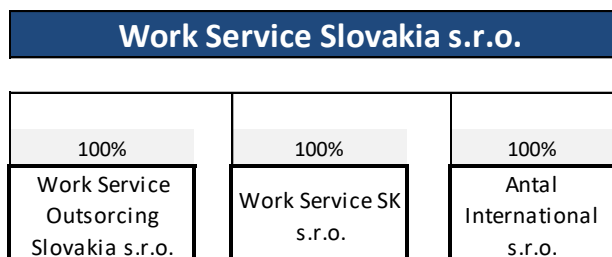 Work Service Slovakia s.r.o.
100% 100% 100%
Work Service
Outsorcing
Slovakia s.r.o.
Work Service SK
s.r.o.
Antal
International
s.r.o.